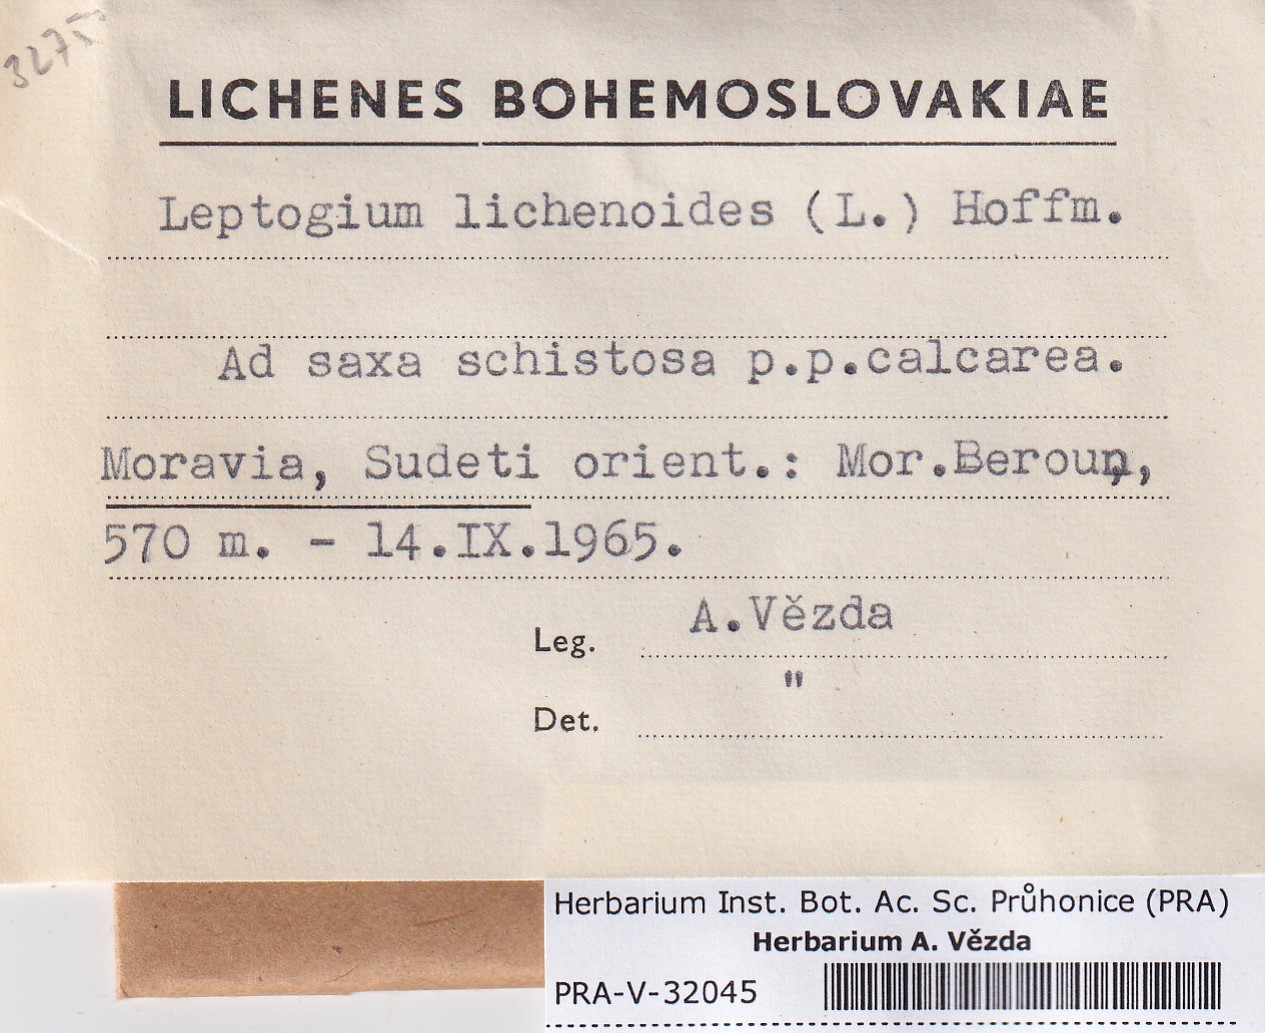 3275
LICHENES BOHEMOSLOVAKIAE
Leptogium lichenoides (L.) Hoffm.
Ad saxa schistosa p.p.calcarea.
Moravia, Sudeti orient.: Mor.Beroun,
570 m. - 14.IX.1965.
Leg. A.Vězda
Det. "
Herbarium Inst. Bot. Ac. Sc. Průhonice (PRA)
Herbarium A. Vězda
PRA-V-32045